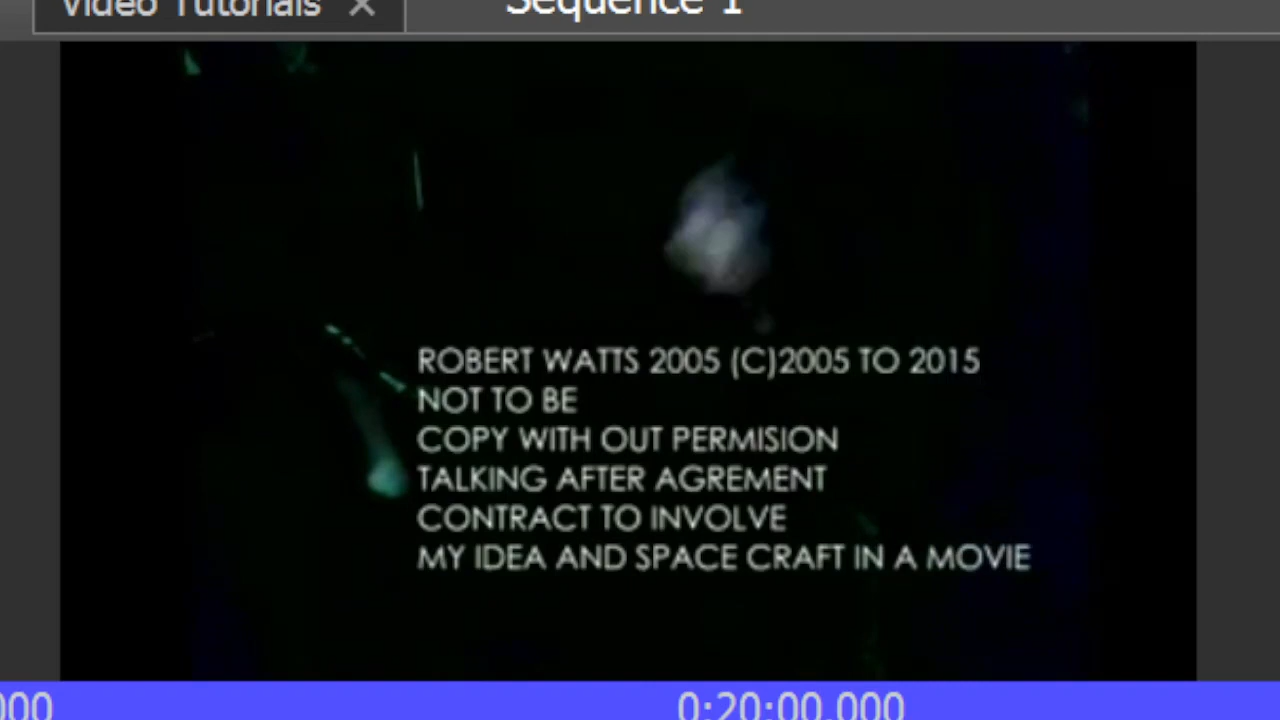 Video Tutorials
Sequence 1
ROBERT WATTS 2005 (C)2005 TO 2015
NOT TO BE
COPY WITH OUT PERMISION
TALKING AFTER AGREMENT
CONTRACT TO INVOLVE
MY IDEA AND SPACE CRAFT IN A MOVIE
000 0:20:00.000